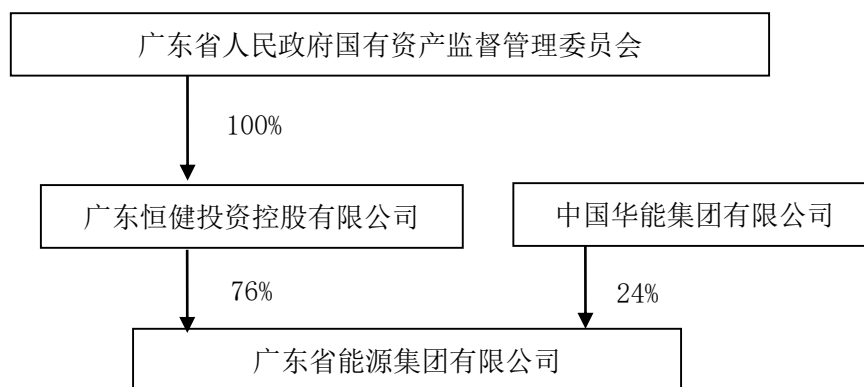 广东省人民政府国有资产监督管理委员会
100%
广东恒健投资控股有限公司
中国华能集团有限公司
76%
24%
广东省能源集团有限公司